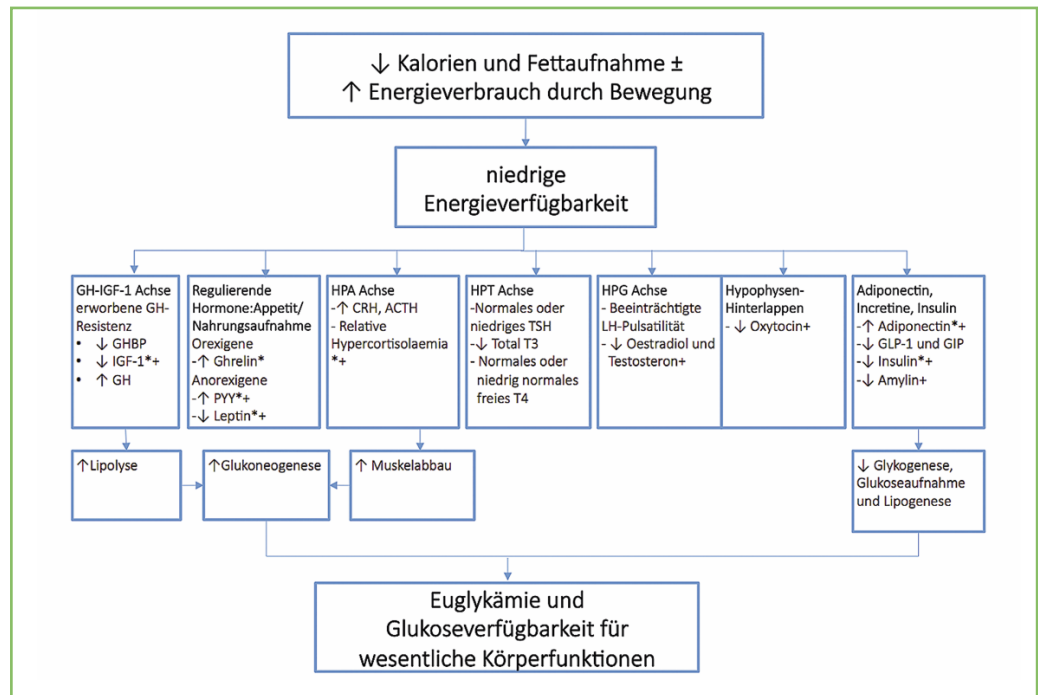 ↓ Kalorien und Fettaufnahme ±
↑ Energieverbrauch durch Bewegung
niedrige
Energieverfügbarkeit
GH-IGF-1 Achse
erworbene GH-
Resistenz
• ↓ GHBP
• ↓ IGF-1*+
• ↑ GH
Regulierende
Hormone:Appetit/
Nahrungsaufnahme
Orexigene
-↑ Ghrelin*
Anorexigene
-↑ PYY*+
-↓ Leptin*+
HPA Achse
-↑ CRH, ACTH
- Relative
Hypercortisolaemia
*+
HPT Achse
-Normales oder
niedriges TSH
-↓ Total T3
- Normales oder
niedrig normales
freies T4
HPG Achse
- Beeinträchtigte
LH-Pulsatilität
- ↓ Oestradiol und
Testosteron+
Hypophysen-
Hinterlappen
- ↓ Oxytocin+
Adiponectin,
Incretine, Insulin
-↑ Adiponectin*+
-↓ GLP-1 und GIP
-↓ Insulin*+
-↓ Amylin+
↑Lipolyse
↑Glukoneogenese
↑ Muskelabbau
↓ Glykogenese,
Glukoseaufnahme
und Lipogenese
Euglykämie und
Glukoseverfügbarkeit für
wesentliche Körperfunktionen